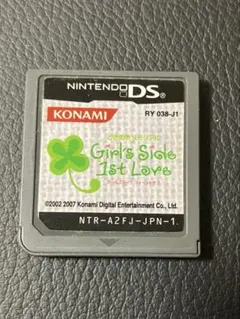 NINTENDO DS
KONAMI
RY 038-J1
Girl's Side
1st Love
©2002 2007 Konami Digital Entertainment Co., Ltd.
NTR-A2FJ-JPN-1